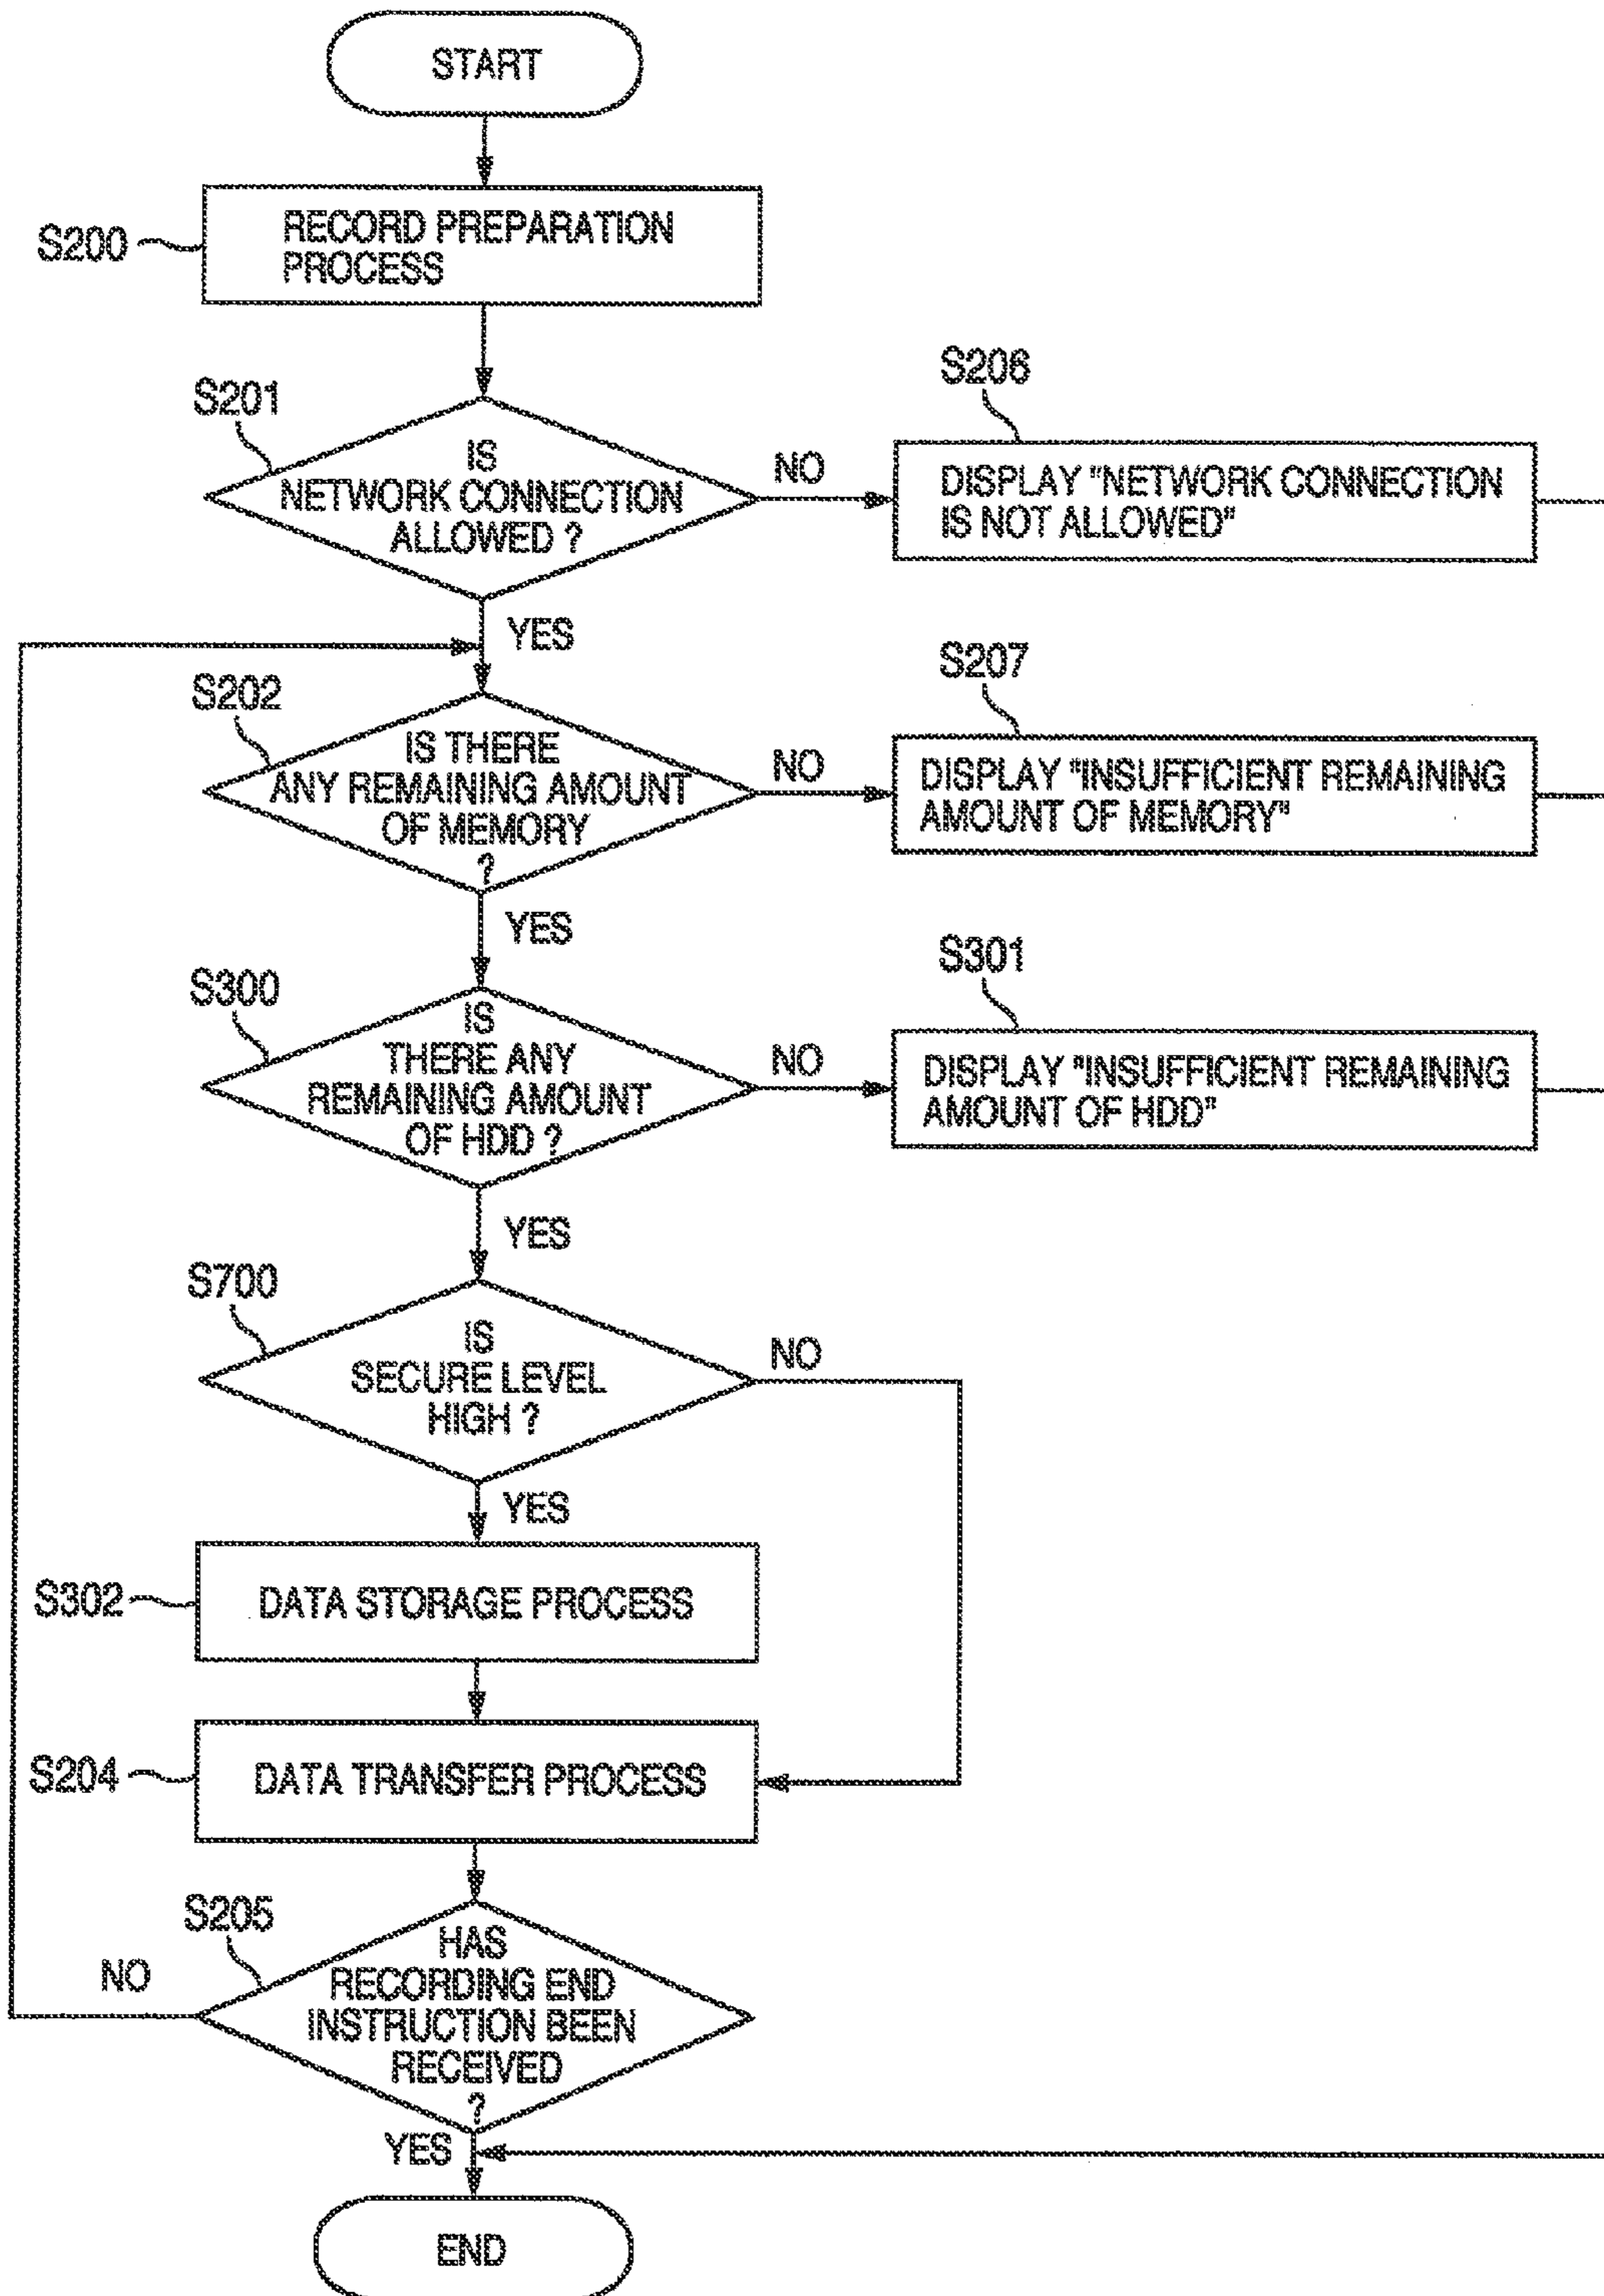 START
S200
RECORD PREPARATION
PROCESS
S201
IS
NETWORK CONNECTION
ALLOWED ?
NO
S206
DISPLAY "NETWORK CONNECTION
IS NOT ALLOWED"
YES
S202
IS THERE
ANY REMAINING AMOUNT
OF MEMORY
?
NO
S207
DISPLAY "INSUFFICIENT REMAINING
AMOUNT OF MEMORY"
YES
S300
IS
THERE ANY
REMAINING AMOUNT
OF HDD ?
NO
S301
DISPLAY "INSUFFICIENT REMAINING
AMOUNT OF HDD"
YES
S700
IS
SECURE LEVEL
HIGH ?
NO
YES
S302
DATA STORAGE PROCESS
S204
DATA TRANSFER PROCESS
S205
HAS
RECORDING END
INSTRUCTION BEEN
RECEIVED
?
NO
YES
END